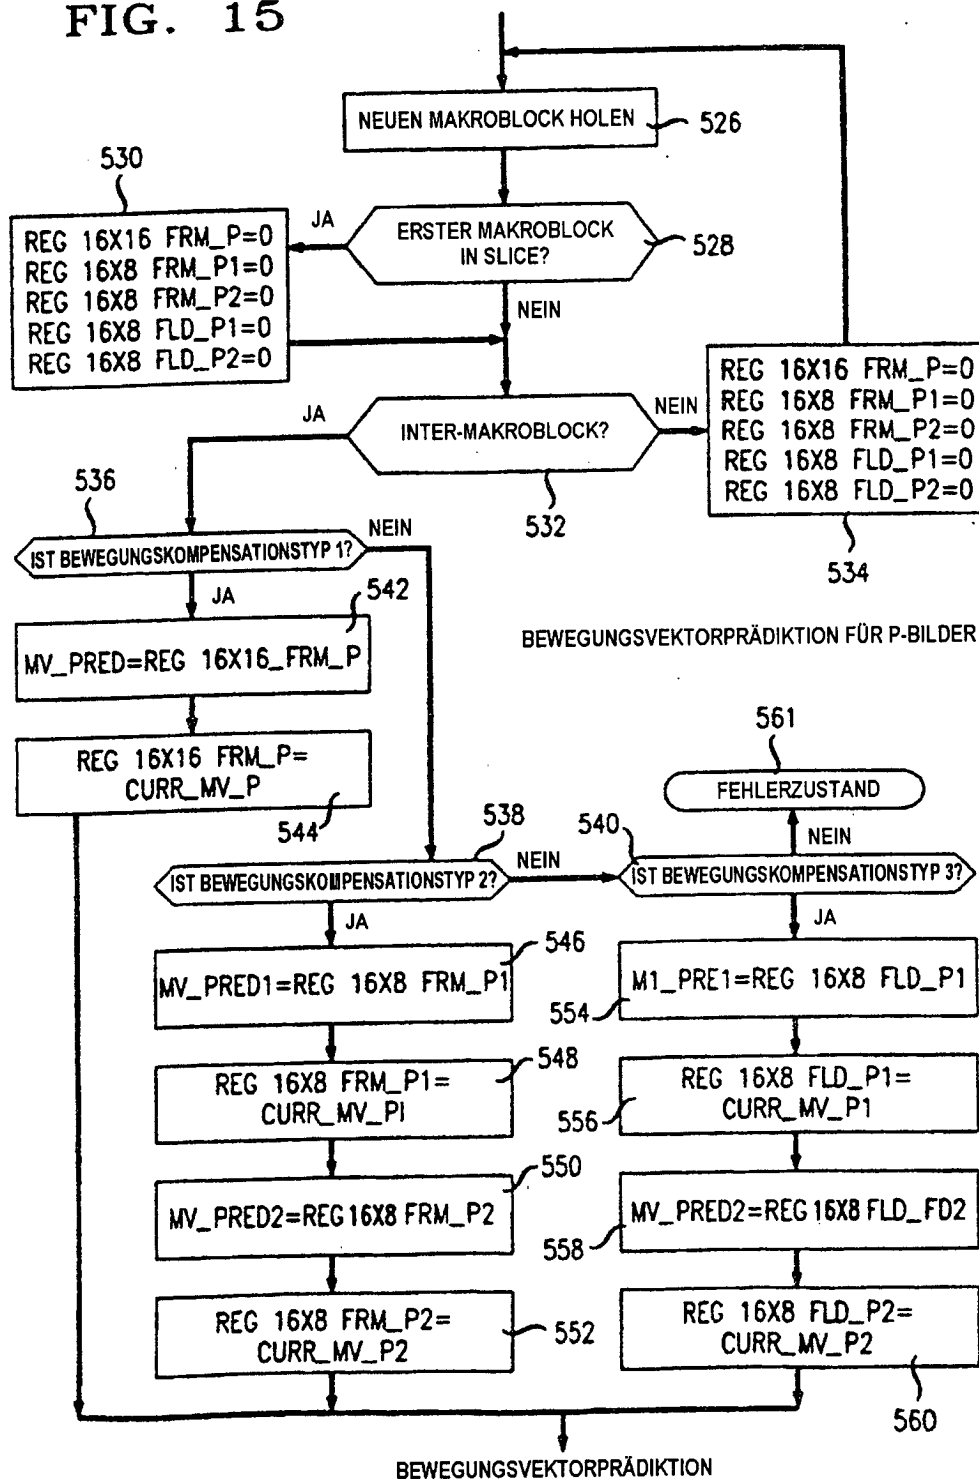 FIG. 15
NEUEN MAKROBLOCK HOLEN
526
530
JA
ERSTER MAKROBLOCK
IN SLICE?
528
REG 16X16 FRM_P=0
REG 16X8 FRM_P1=0
REG 16X8 FRM_P2=0
REG 16X8 FLD_P1=0
REG 16X8 FLD_P2=0
NEIN
JA
INTER-MAKROBLOCK?
NEIN
532
REG 16X16 FRM_P=0
REG 16X8 FRM_P1=0
REG 16X8 FRM_P2=0
REG 16X8 FLD_P1=0
REG 16X8 FLD_P2=0
534
536
IST BEWEGUNGSKOMPENSATIONSTYP 1?
NEIN
JA
542
MV_PRED=REG 16X16_FRM_P
BEWEGUNGSVEKTORPRÄDIKTION FÜR P-BILDER
REG 16X16 FRM_P=
CURR_MV_P
544
561
FEHLERZUSTAND
NEIN
538
IST BEWEGUNGSKOMPENSATIONSTYP 2?
NEIN
540
IST BEWEGUNGSKOMPENSATIONSTYP 3?
JA
JA
546
MV_PRED1=REG 16X8 FRM_P1
M1_PRE1=REG 16X8 FLD_P1
554
548
REG 16X8 FRM_P1=
CURR_MV_PI
REG 16X8 FLD_P1=
CURR_MV_P1
556
550
MV_PRED2=REG16X8 FRM_P2
MV_PRED2=REG16X8 FLD_FD2
558
REG 16X8 FRM_P2=
CURR_MV_P2
552
REG 16X8 FLD_P2=
CURR_MV_P2
560
BEWEGUNGSVEKTORPRÄDIKTION